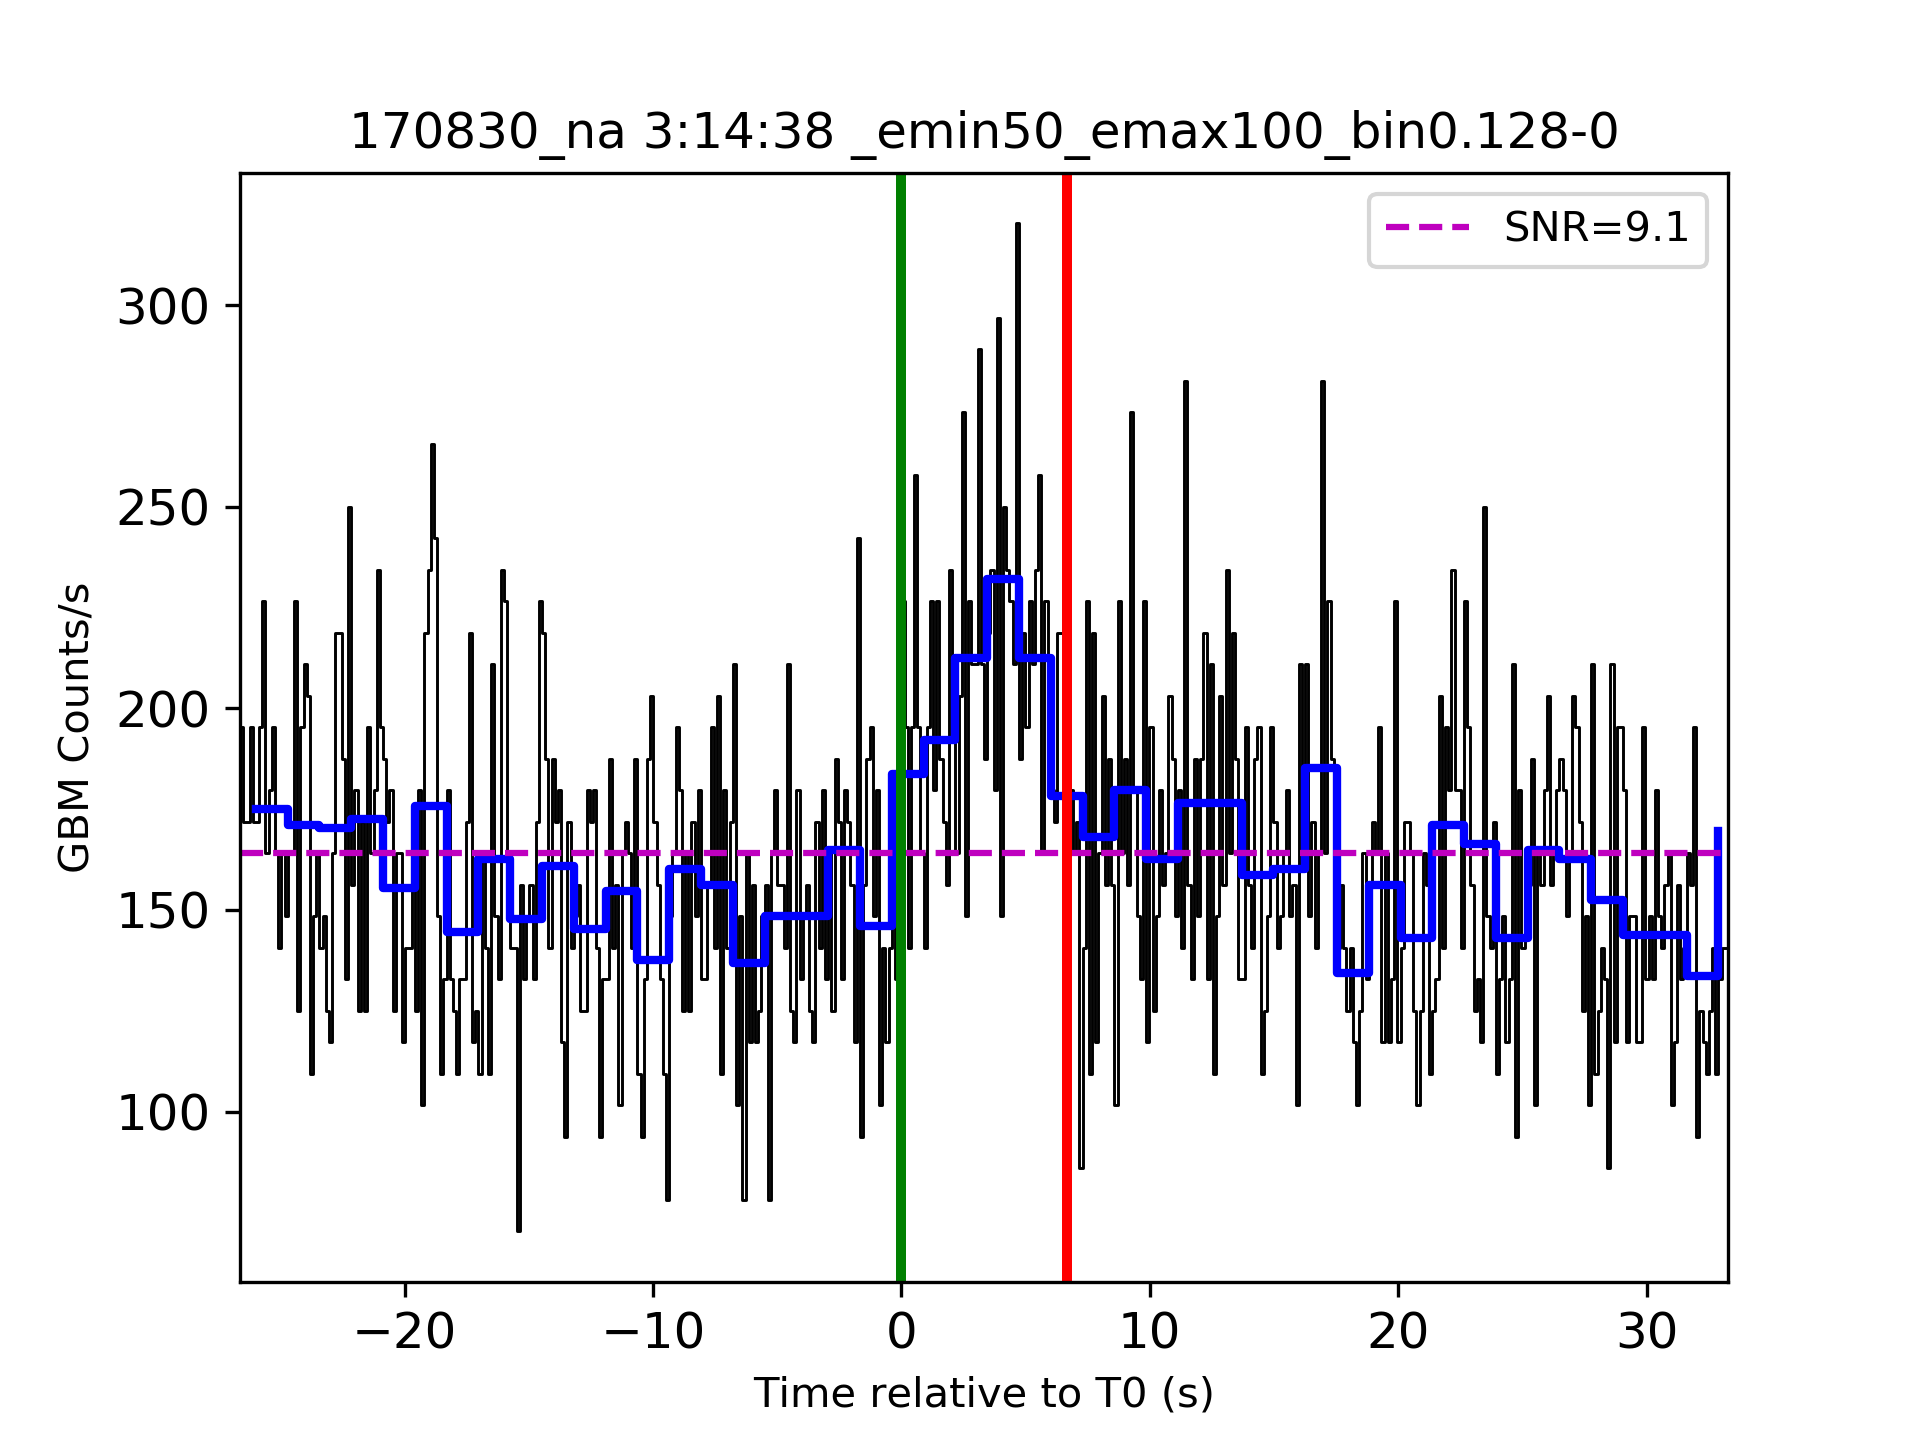 170830_na 3:14:38 _emin50_emax100_bin0.128-0
SNR=9.1
GBM Counts/s
300
250
200
150
100
−20 −10 0 10 20 30
Time relative to T0 (s)